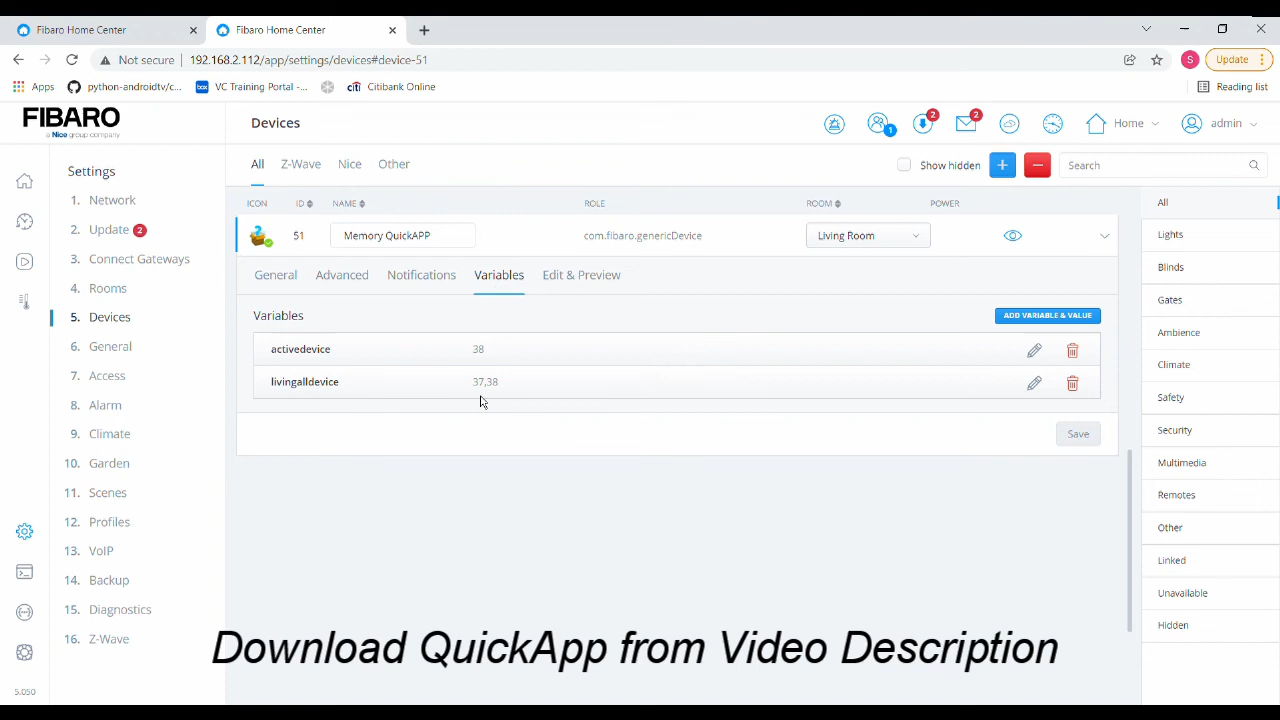 Fibaro Home Center
Fibaro Home Center
Not secure
192.168.2.112/app/settings/devices#device-51
S
Update
Apps
python-androidtv/c...
box
VC Training Portal -...
citi
Citibank Online
Reading list
FIBARO
a Nice group company
Devices
1
2
2
Home
admin
Settings
1. Network
2. Update 2
3. Connect Gateways
4. Rooms
5. Devices
6. General
7. Access
8. Alarm
9. Climate
10. Garden
11. Scenes
12. Profiles
13. VoIP
14. Backup
15. Diagnostics
16. Z-Wave
5.050
All Z-Wave Nice Other
Show hidden
+
−
Search
ICON ID NAME ROLE ROOM POWER
51 Memory QuickAPP com.fibaro.genericDevice Living Room
General Advanced Notifications Variables Edit & Preview
Variables
ADD VARIABLE & VALUE
activedevice 38
livingalldevice 37,38
Save
All
Lights
Blinds
Gates
Ambience
Climate
Safety
Security
Multimedia
Remotes
Other
Linked
Unavailable
Hidden
Download QuickApp from Video Description